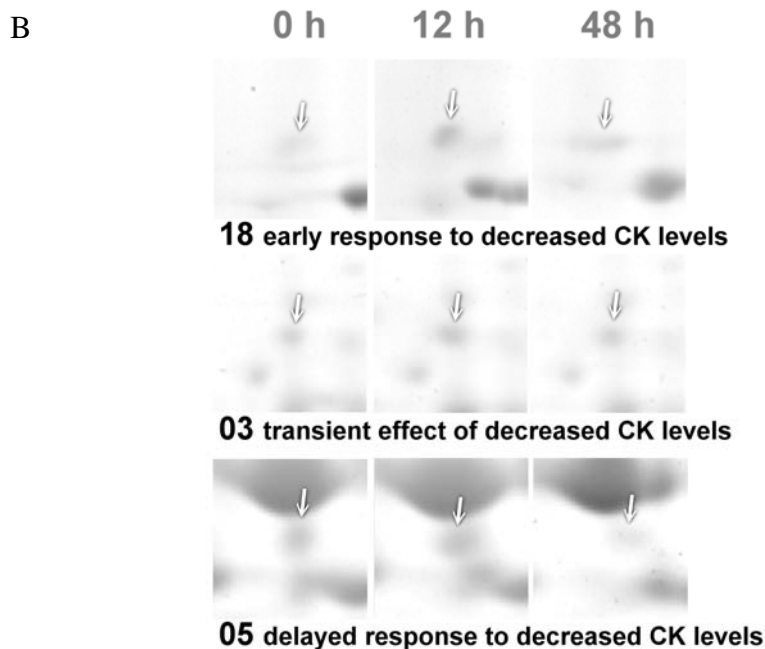 B
0 h 12 h 48 h
18 early response to decreased CK levels
03 transient effect of decreased CK levels
05 delayed response to decreased CK levels